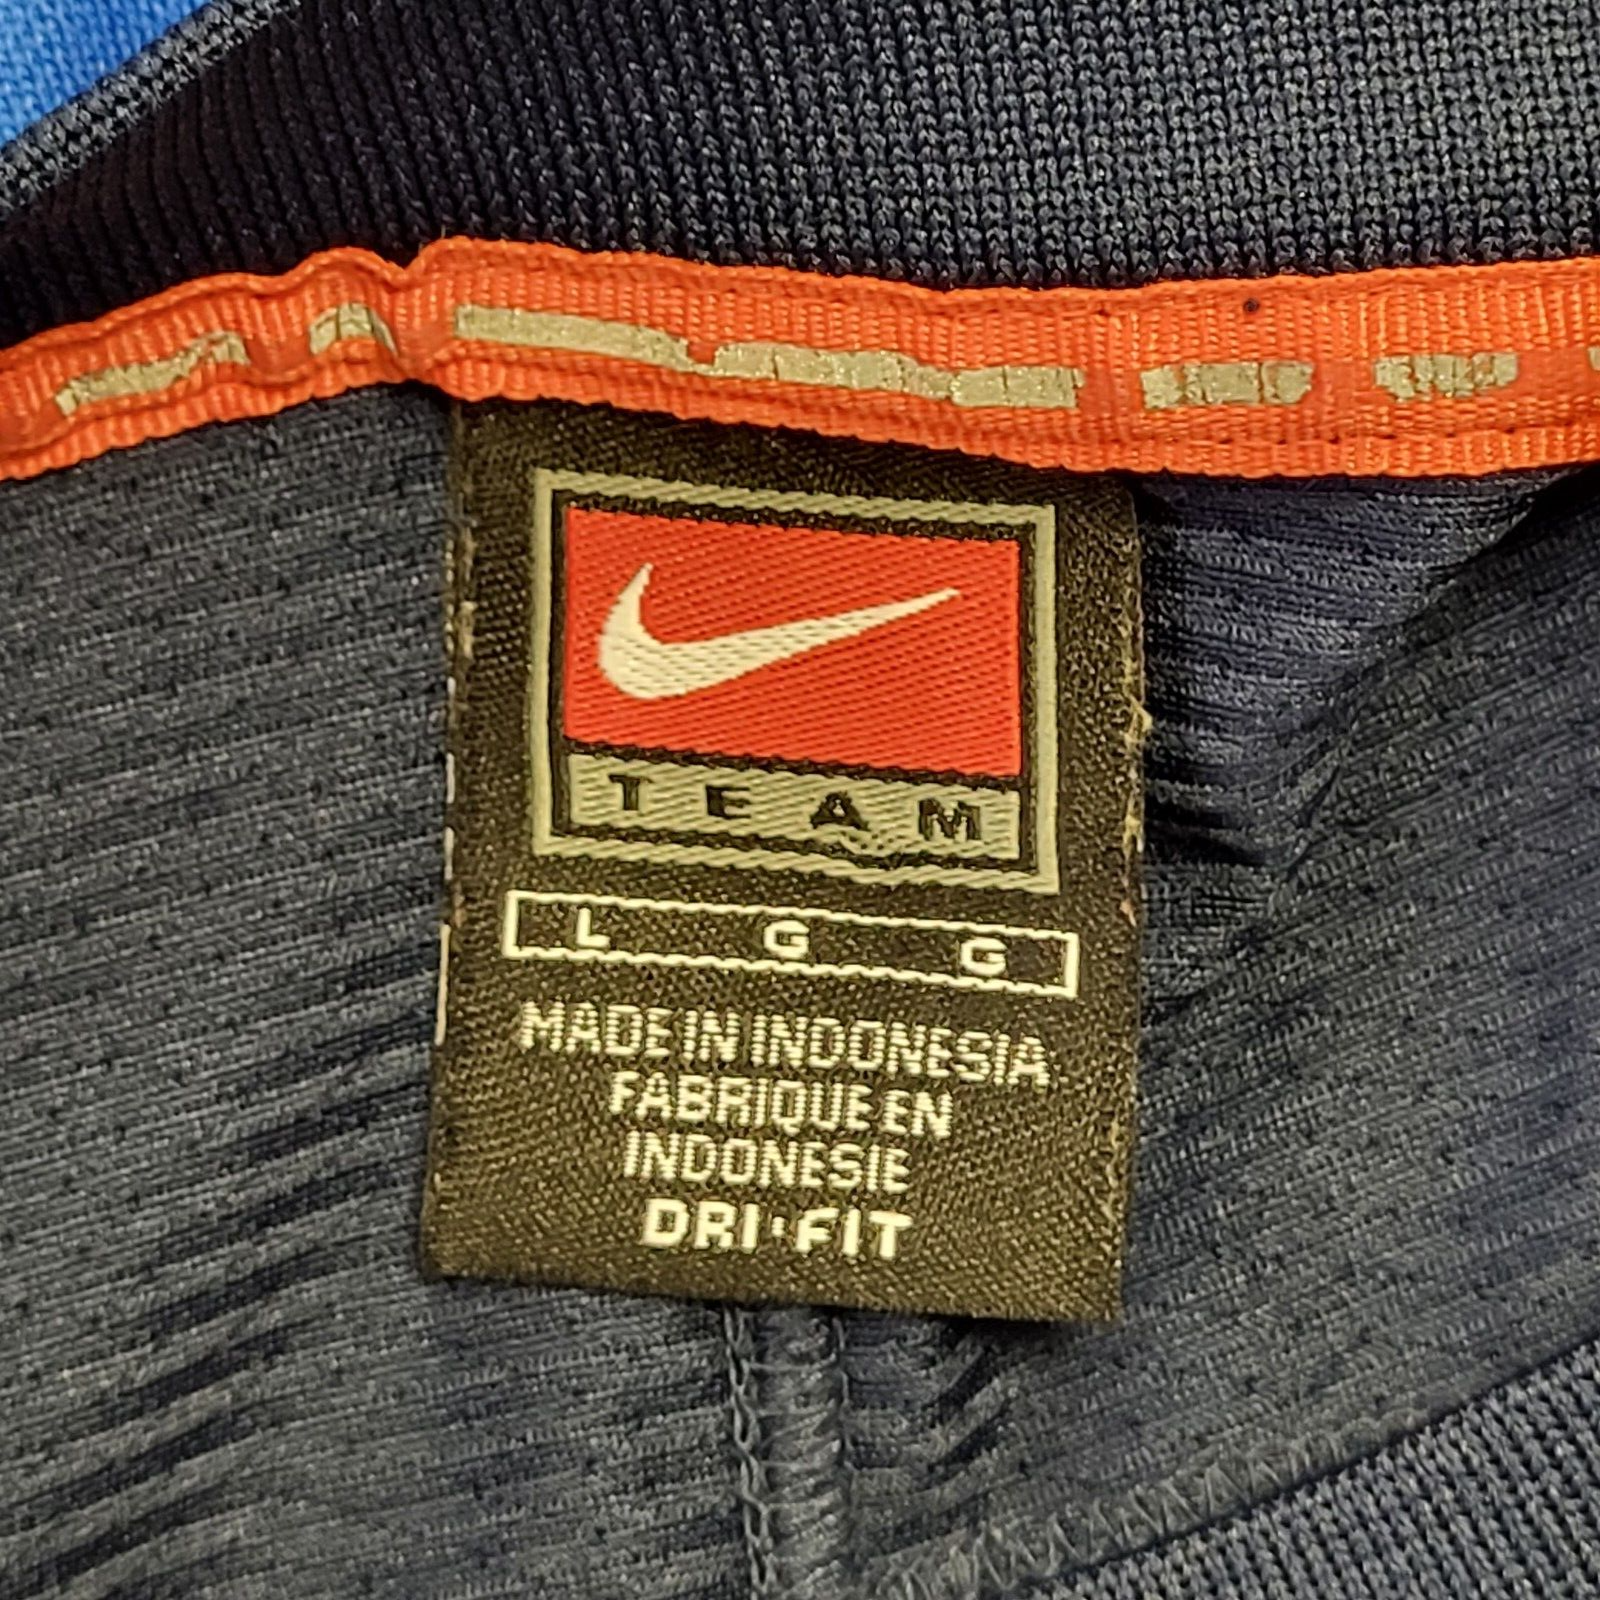 TEAM
L G G
MADE IN INDONESIA
FABRIQUE EN
INDONESIE
DRI·FIT